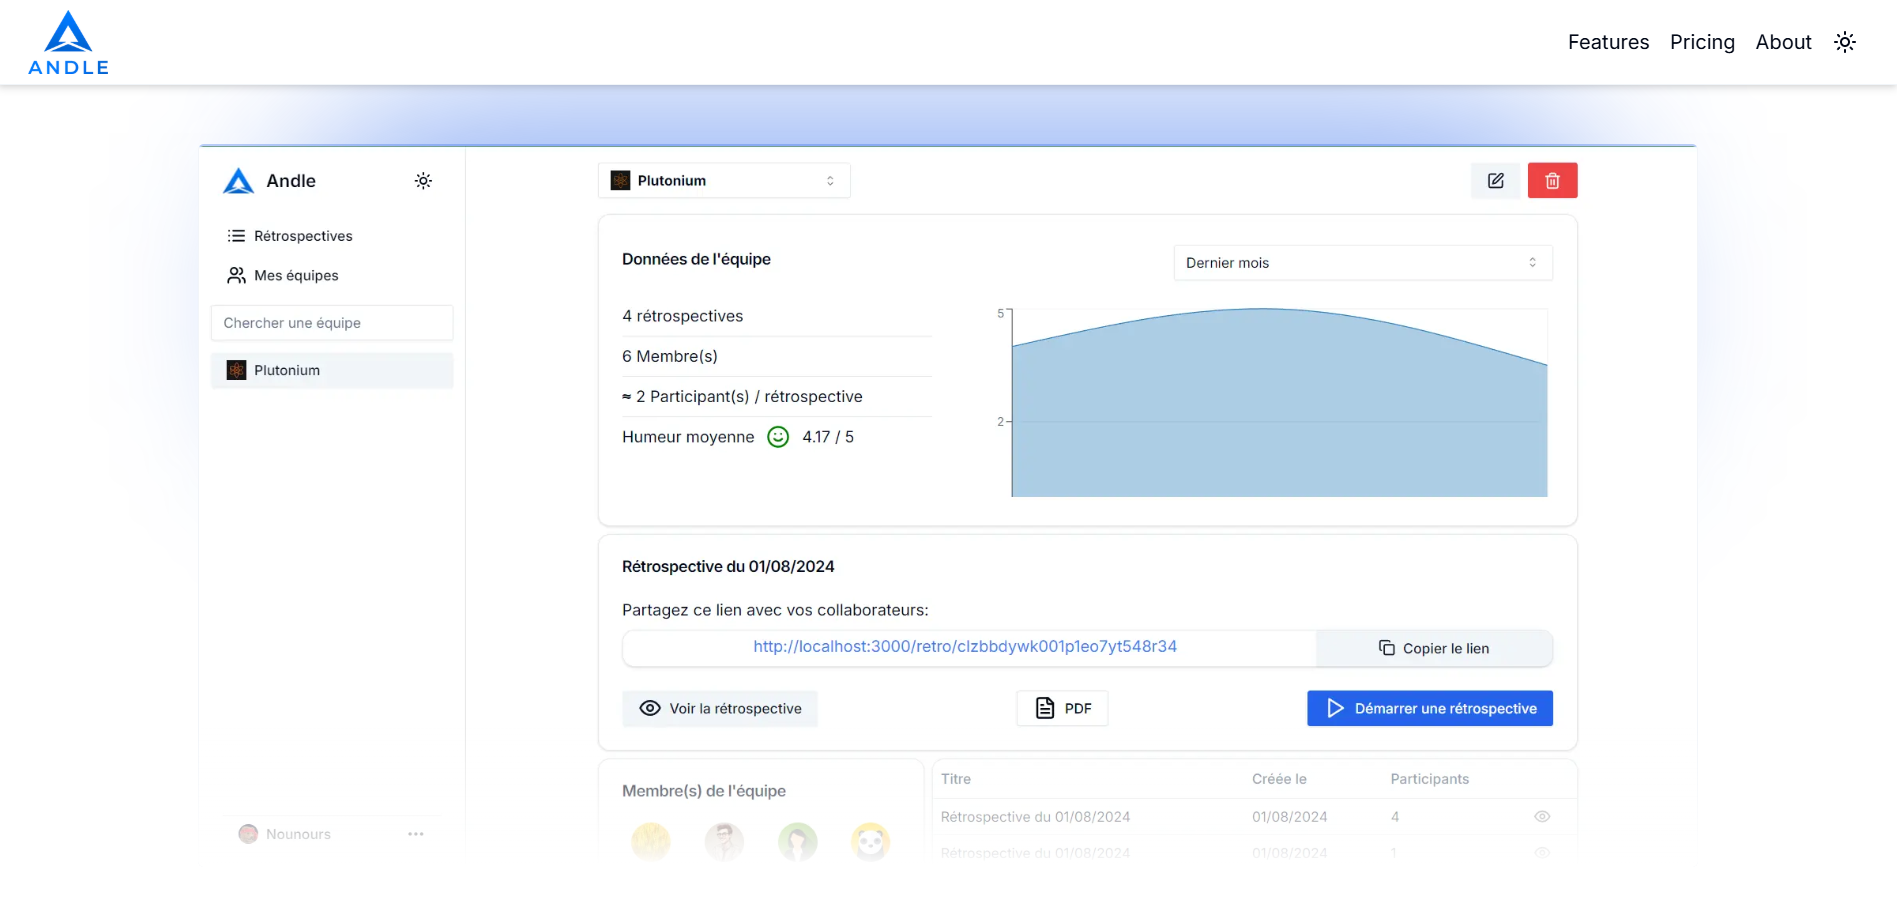 ANDLE
Features Pricing About
Andle
Rétrospectives
Mes équipes
Chercher une équipe
Plutonium
Nounours
Plutonium
Données de l'équipe
Dernier mois
4 rétrospectives
6 Membre(s)
≈ 2 Participant(s) / rétrospective
Humeur moyenne 4.17 / 5
5
2
Rétrospective du 01/08/2024
Partagez ce lien avec vos collaborateurs:
http://localhost:3000/retro/clzbbdywk001p1eo7yt548r34
Copier le lien
Voir la rétrospective
PDF
Démarrer une rétrospective
Membre(s) de l'équipe
Titre Créée le Participants
Rétrospective du 01/08/2024 01/08/2024 4
Rétrospective du 01/08/2024 01/08/2024 1